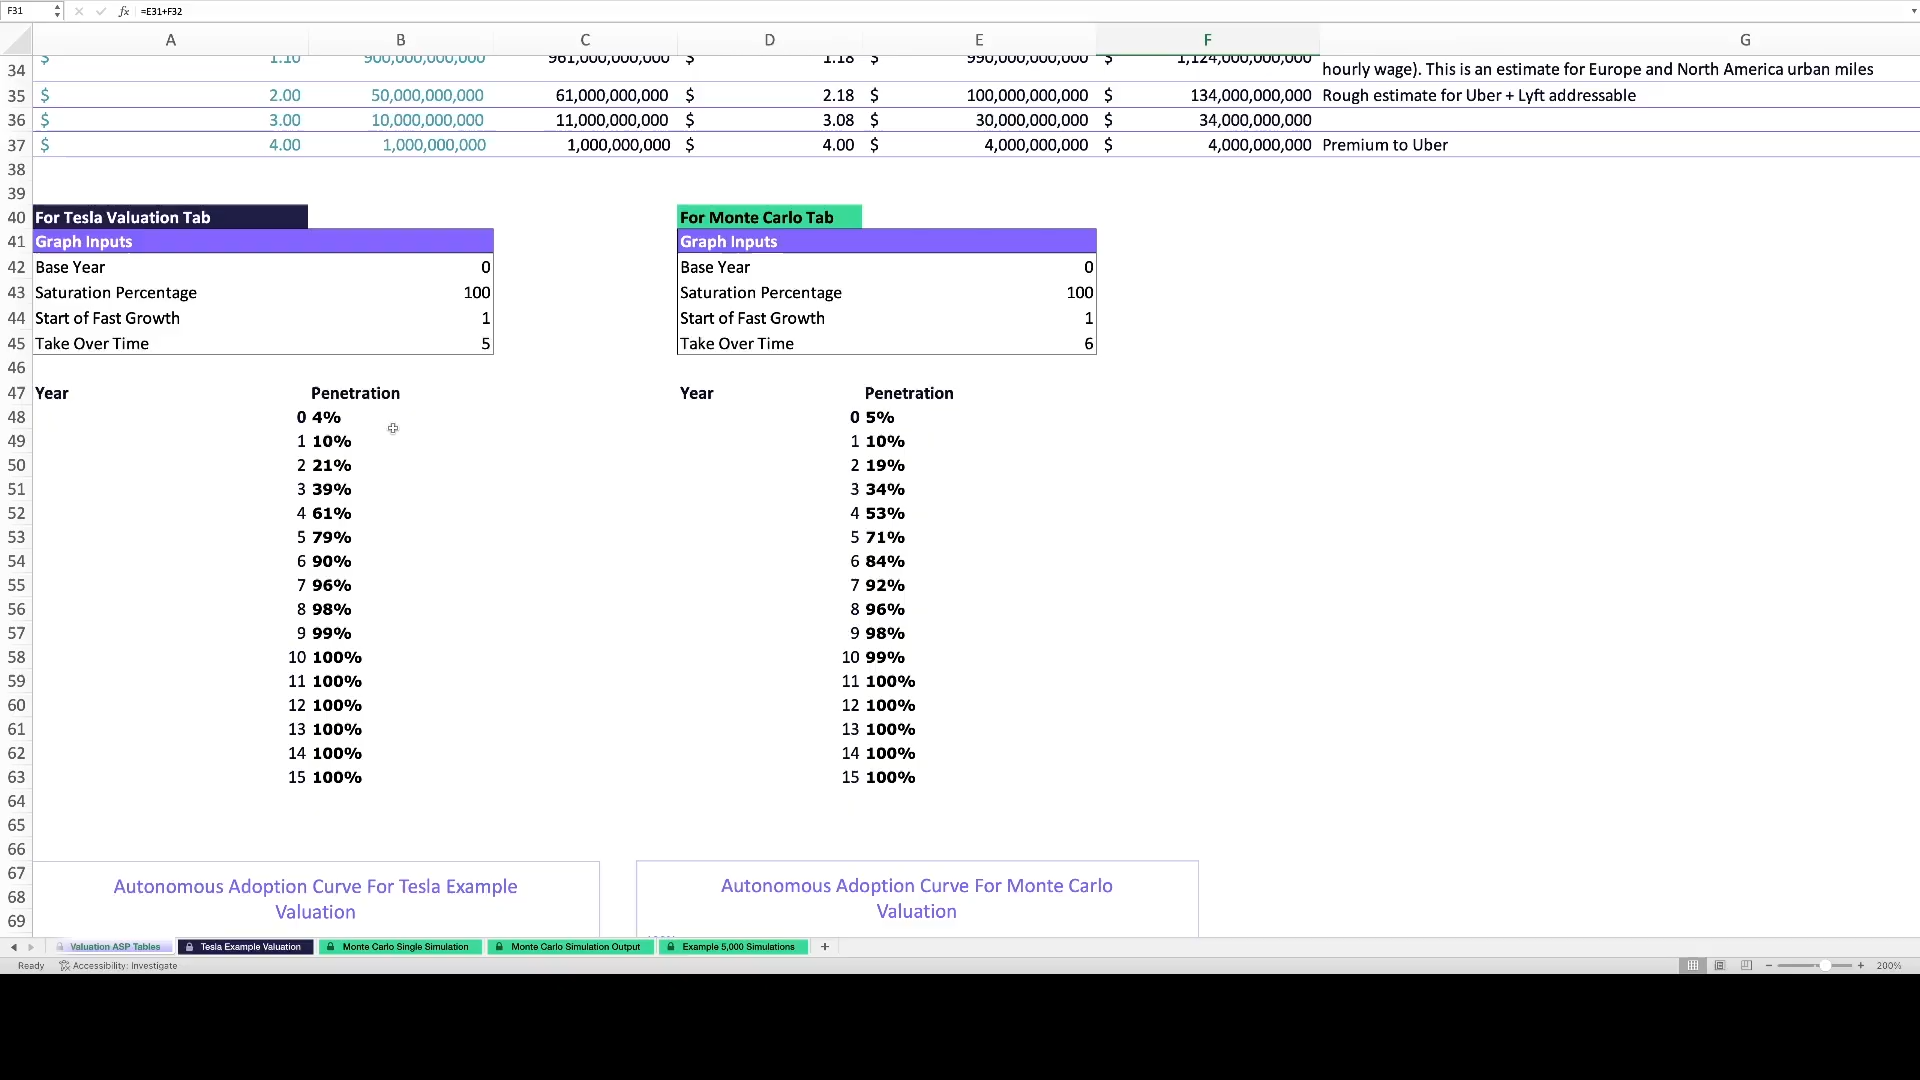 F31 fx =E31+F32
A B C D E F G
34 $ 1.10 900,000,000,000 961,000,000,000 $ 1.18 $ 990,000,000,000 $ 1,124,000,000,000 hourly wage). This is an estimate for Europe and North America urban miles
35 $ 2.00 50,000,000,000 61,000,000,000 $ 2.18 $ 100,000,000,000 $ 134,000,000,000 Rough estimate for Uber + Lyft addressable
36 $ 3.00 10,000,000,000 11,000,000,000 $ 3.08 $ 30,000,000,000 $ 34,000,000,000
37 $ 4.00 1,000,000,000 1,000,000,000 $ 4.00 $ 4,000,000,000 $ 4,000,000,000 Premium to Uber
38
39
40 For Tesla Valuation Tab For Monte Carlo Tab
41 Graph Inputs Graph Inputs
42 Base Year 0 Base Year 0
43 Saturation Percentage 100 Saturation Percentage 100
44 Start of Fast Growth 1 Start of Fast Growth 1
45 Take Over Time 5 Take Over Time 6
46
47 Year Penetration Year Penetration
48 0 4% 0 5%
49 1 10% 1 10%
50 2 21% 2 19%
51 3 39% 3 34%
52 4 61% 4 53%
53 5 79% 5 71%
54 6 90% 6 84%
55 7 96% 7 92%
56 8 98% 8 96%
57 9 99% 9 98%
58 10 100% 10 99%
59 11 100% 11 100%
60 12 100% 12 100%
61 13 100% 13 100%
62 14 100% 14 100%
63 15 100% 15 100%
64
65
66
67
68
69
Autonomous Adoption Curve For Tesla Example
Valuation
Autonomous Adoption Curve For Monte Carlo
Valuation
Valuation ASP Tables Tesla Example Valuation Monte Carlo Single Simulation Monte Carlo Simulation Output Example 5,000 Simulations +
Ready Accessibility: Investigate − + 200%